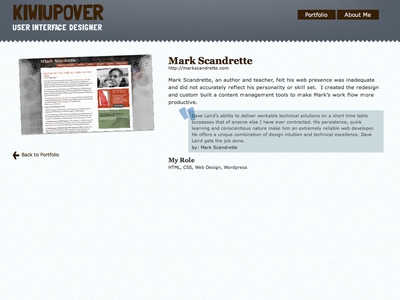 KIWIUPOVER
USER INTERFACE DESIGNER
Portfolio
About Me
Mark Scandrette
Mark Scandrette
http://markscandrette.com
Mark Scandrette, an author and teacher, felt his web presence was inadequate
and did not accurately reflect his personality or skill set. I created the redesign
and custom built a content management tools to make Mark's work flow more
productive.
Dave Laird's ability to deliver workable technical solutions on a short time table
surpasses that of anyone else I have ever contracted. His persistence, quick
learning and conscientious nature make him an extremely reliable web developer.
He offers a unique combination of design intuition and technical excellence. Dave
Laird gets the job done.
by: Mark Scandrette
Back to Portfolio
My Role
HTML, CSS, Web Design, Wordpress